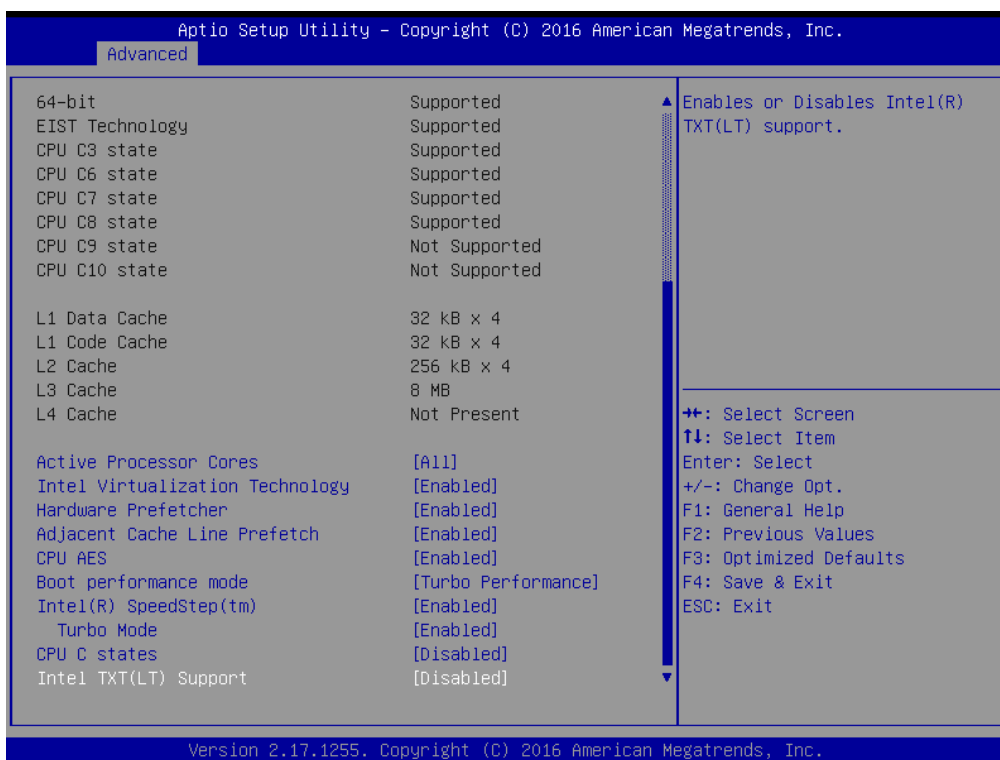 Aptio Setup Utility – Copyright (C) 2016 American Megatrends, Inc.
Advanced
64-bit Supported
EIST Technology Supported
CPU C3 state Supported
CPU C6 state Supported
CPU C7 state Supported
CPU C8 state Supported
CPU C9 state Not Supported
CPU C10 state Not Supported
L1 Data Cache 32 kB x 4
L1 Code Cache 32 kB x 4
L2 Cache 256 kB x 4
L3 Cache 8 MB
L4 Cache Not Present
Active Processor Cores [All]
Intel Virtualization Technology [Enabled]
Hardware Prefetcher [Enabled]
Adjacent Cache Line Prefetch [Enabled]
CPU AES [Enabled]
Boot performance mode [Turbo Performance]
Intel(R) SpeedStep(tm) [Enabled]
Turbo Mode [Enabled]
CPU C states [Disabled]
Intel TXT(LT) Support [Disabled]
Enables or Disables Intel(R)
TXT(LT) support.
→←: Select Screen
↑↓: Select Item
Enter: Select
+/-: Change Opt.
F1: General Help
F2: Previous Values
F3: Optimized Defaults
F4: Save & Exit
ESC: Exit
Version 2.17.1255. Copyright (C) 2016 American Megatrends, Inc.